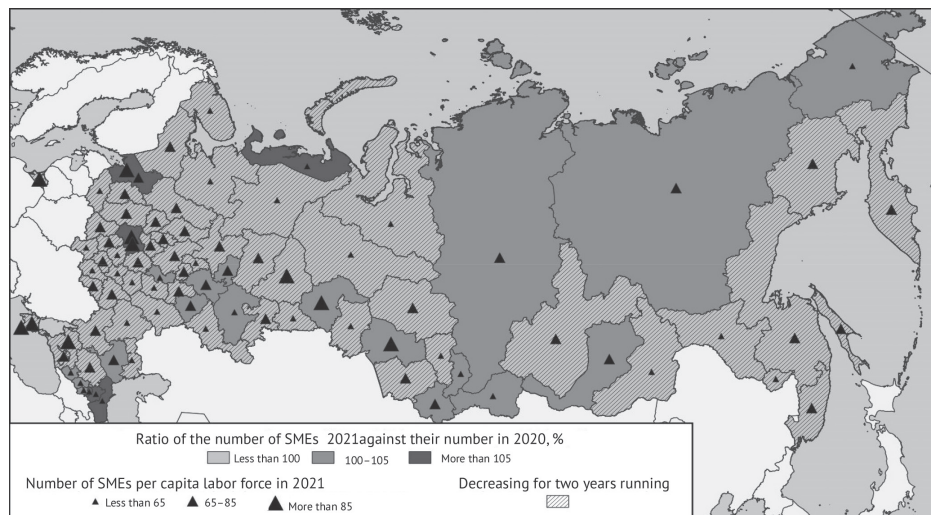 Ratio of the number of SMEs 2021against their number in 2020, %
Less than 100 100–105 More than 105
Number of SMEs per capita labor force in 2021 Decreasing for two years running
Less than 65 65–85 More than 85